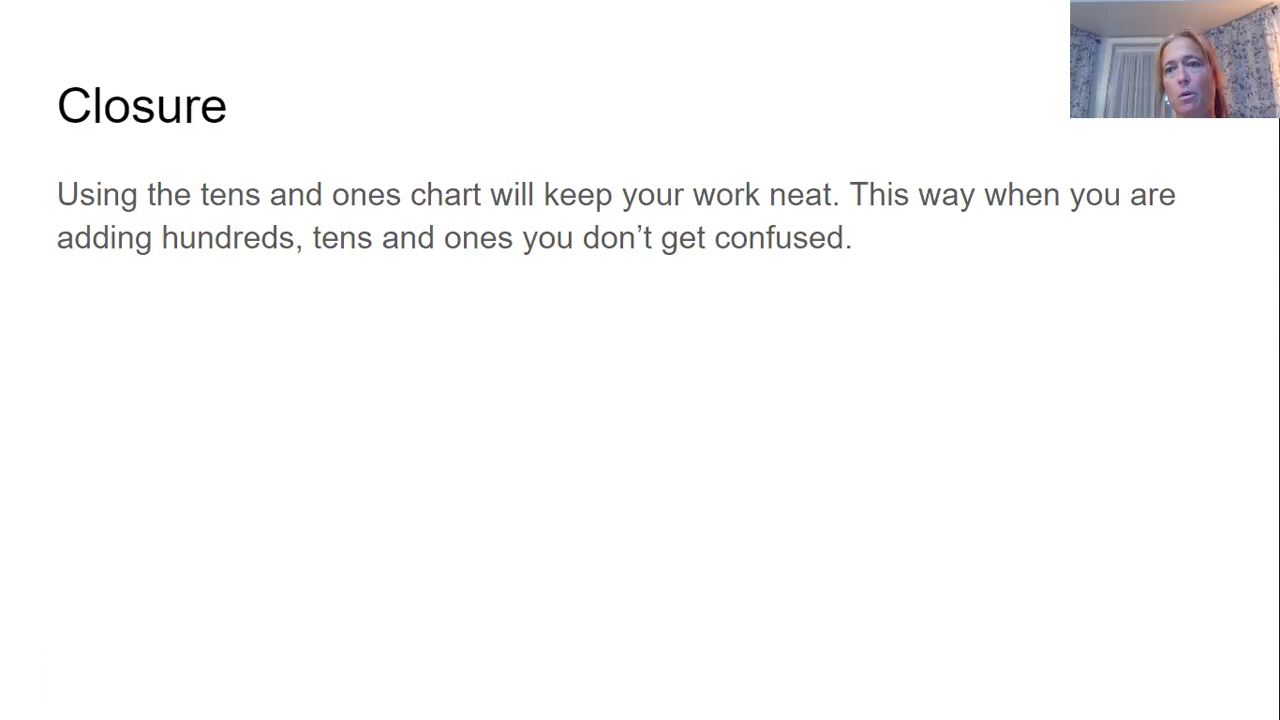 Closure
Using the tens and ones chart will keep your work neat. This way when you are
adding hundreds, tens and ones you don’t get confused.